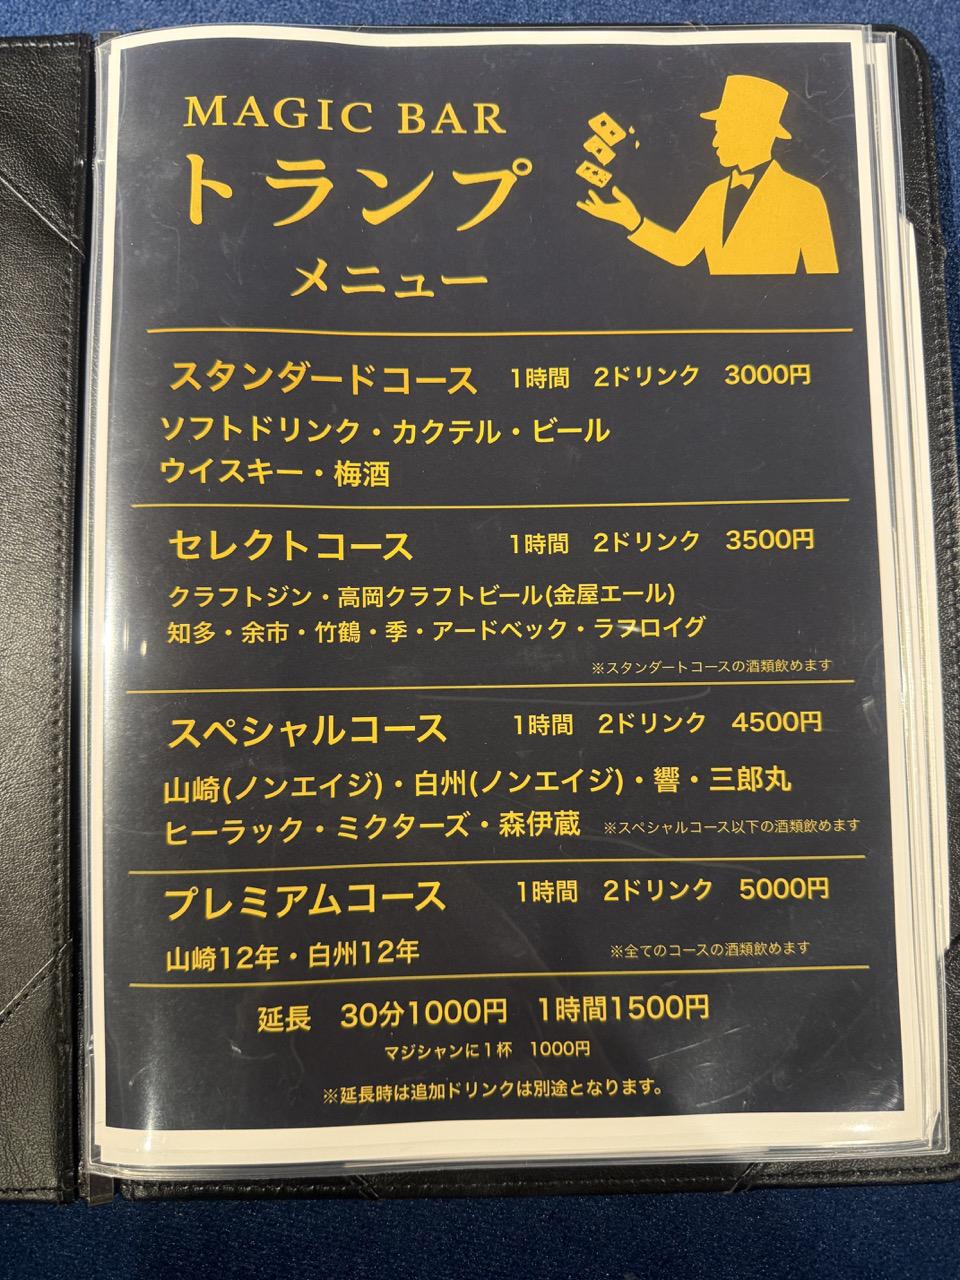 MAGIC BAR
トランプ
メニュー
スタンダードコース 1時間 2ドリンク 3000円
ソフトドリンク・カクテル・ビール
ウイスキー・梅酒
セレクトコース 1時間 2ドリンク 3500円
クラフトジン・高岡クラフトビール(金屋エール)
知多・余市・竹鶴・季・アードベック・ラフロイグ
※スタンダートコースの酒類飲めます
スペシャルコース 1時間 2ドリンク 4500円
山崎(ノンエイジ)・白州(ノンエイジ)・響・三郎丸
ヒーラック・ミクターズ・森伊蔵 ※スペシャルコース以下の酒類飲めます
プレミアムコース 1時間 2ドリンク 5000円
山崎12年・白州12年 ※全てのコースの酒類飲めます
延長 30分1000円 1時間1500円
マジシャンに1杯 1000円
※延長時は追加ドリンクは別途となります。